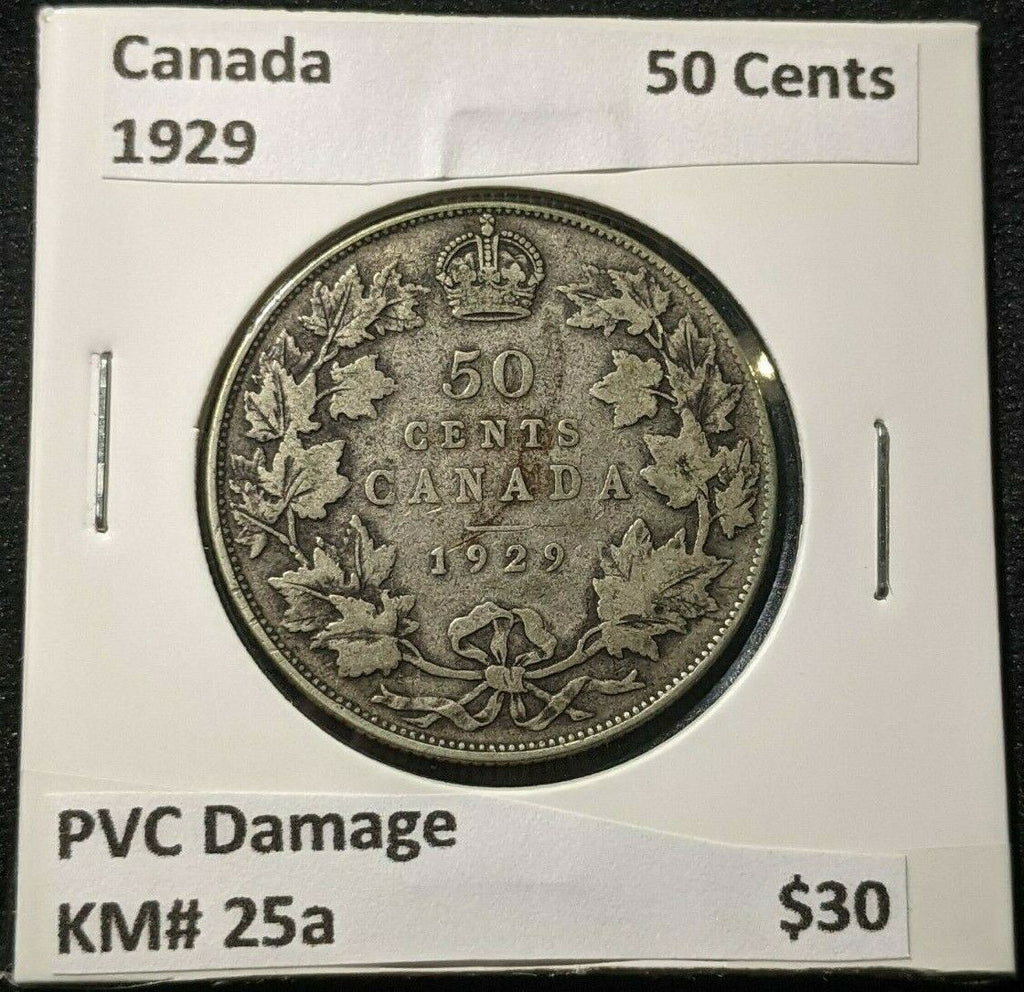 Canada 50 Cents
1929
50
CENTS
CANADA
1929
PVC Damage
KM# 25a $30